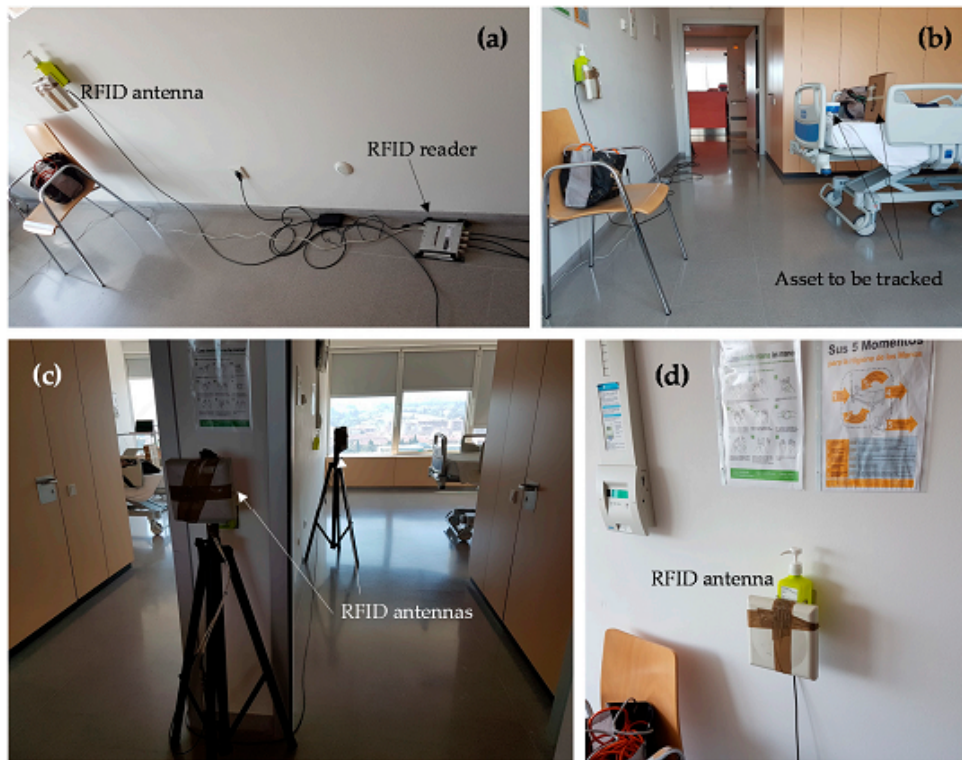 (a)
RFID antenna
RFID reader
(b)
Asset to be tracked
(c)
RFID antennas
(d)
Sus 5 Momentos
RFID antenna